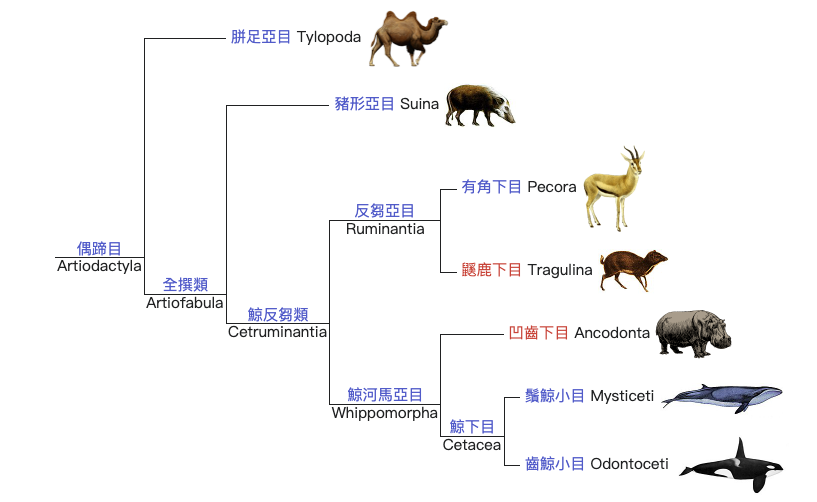 胼足亞目 Tylopoda
豬形亞目 Suina
有角下目 Pecora
反芻亞目
Ruminantia
偶蹄目
Artiodactyla
鼷鹿下目 Tragulina
全撰類
Artiofabula
鯨反芻類
Cetruminantia
凹齒下目 Ancodonta
鯨河馬亞目
Whippomorpha
鬚鯨小目 Mysticeti
鯨下目
Cetacea
齒鯨小目 Odontoceti